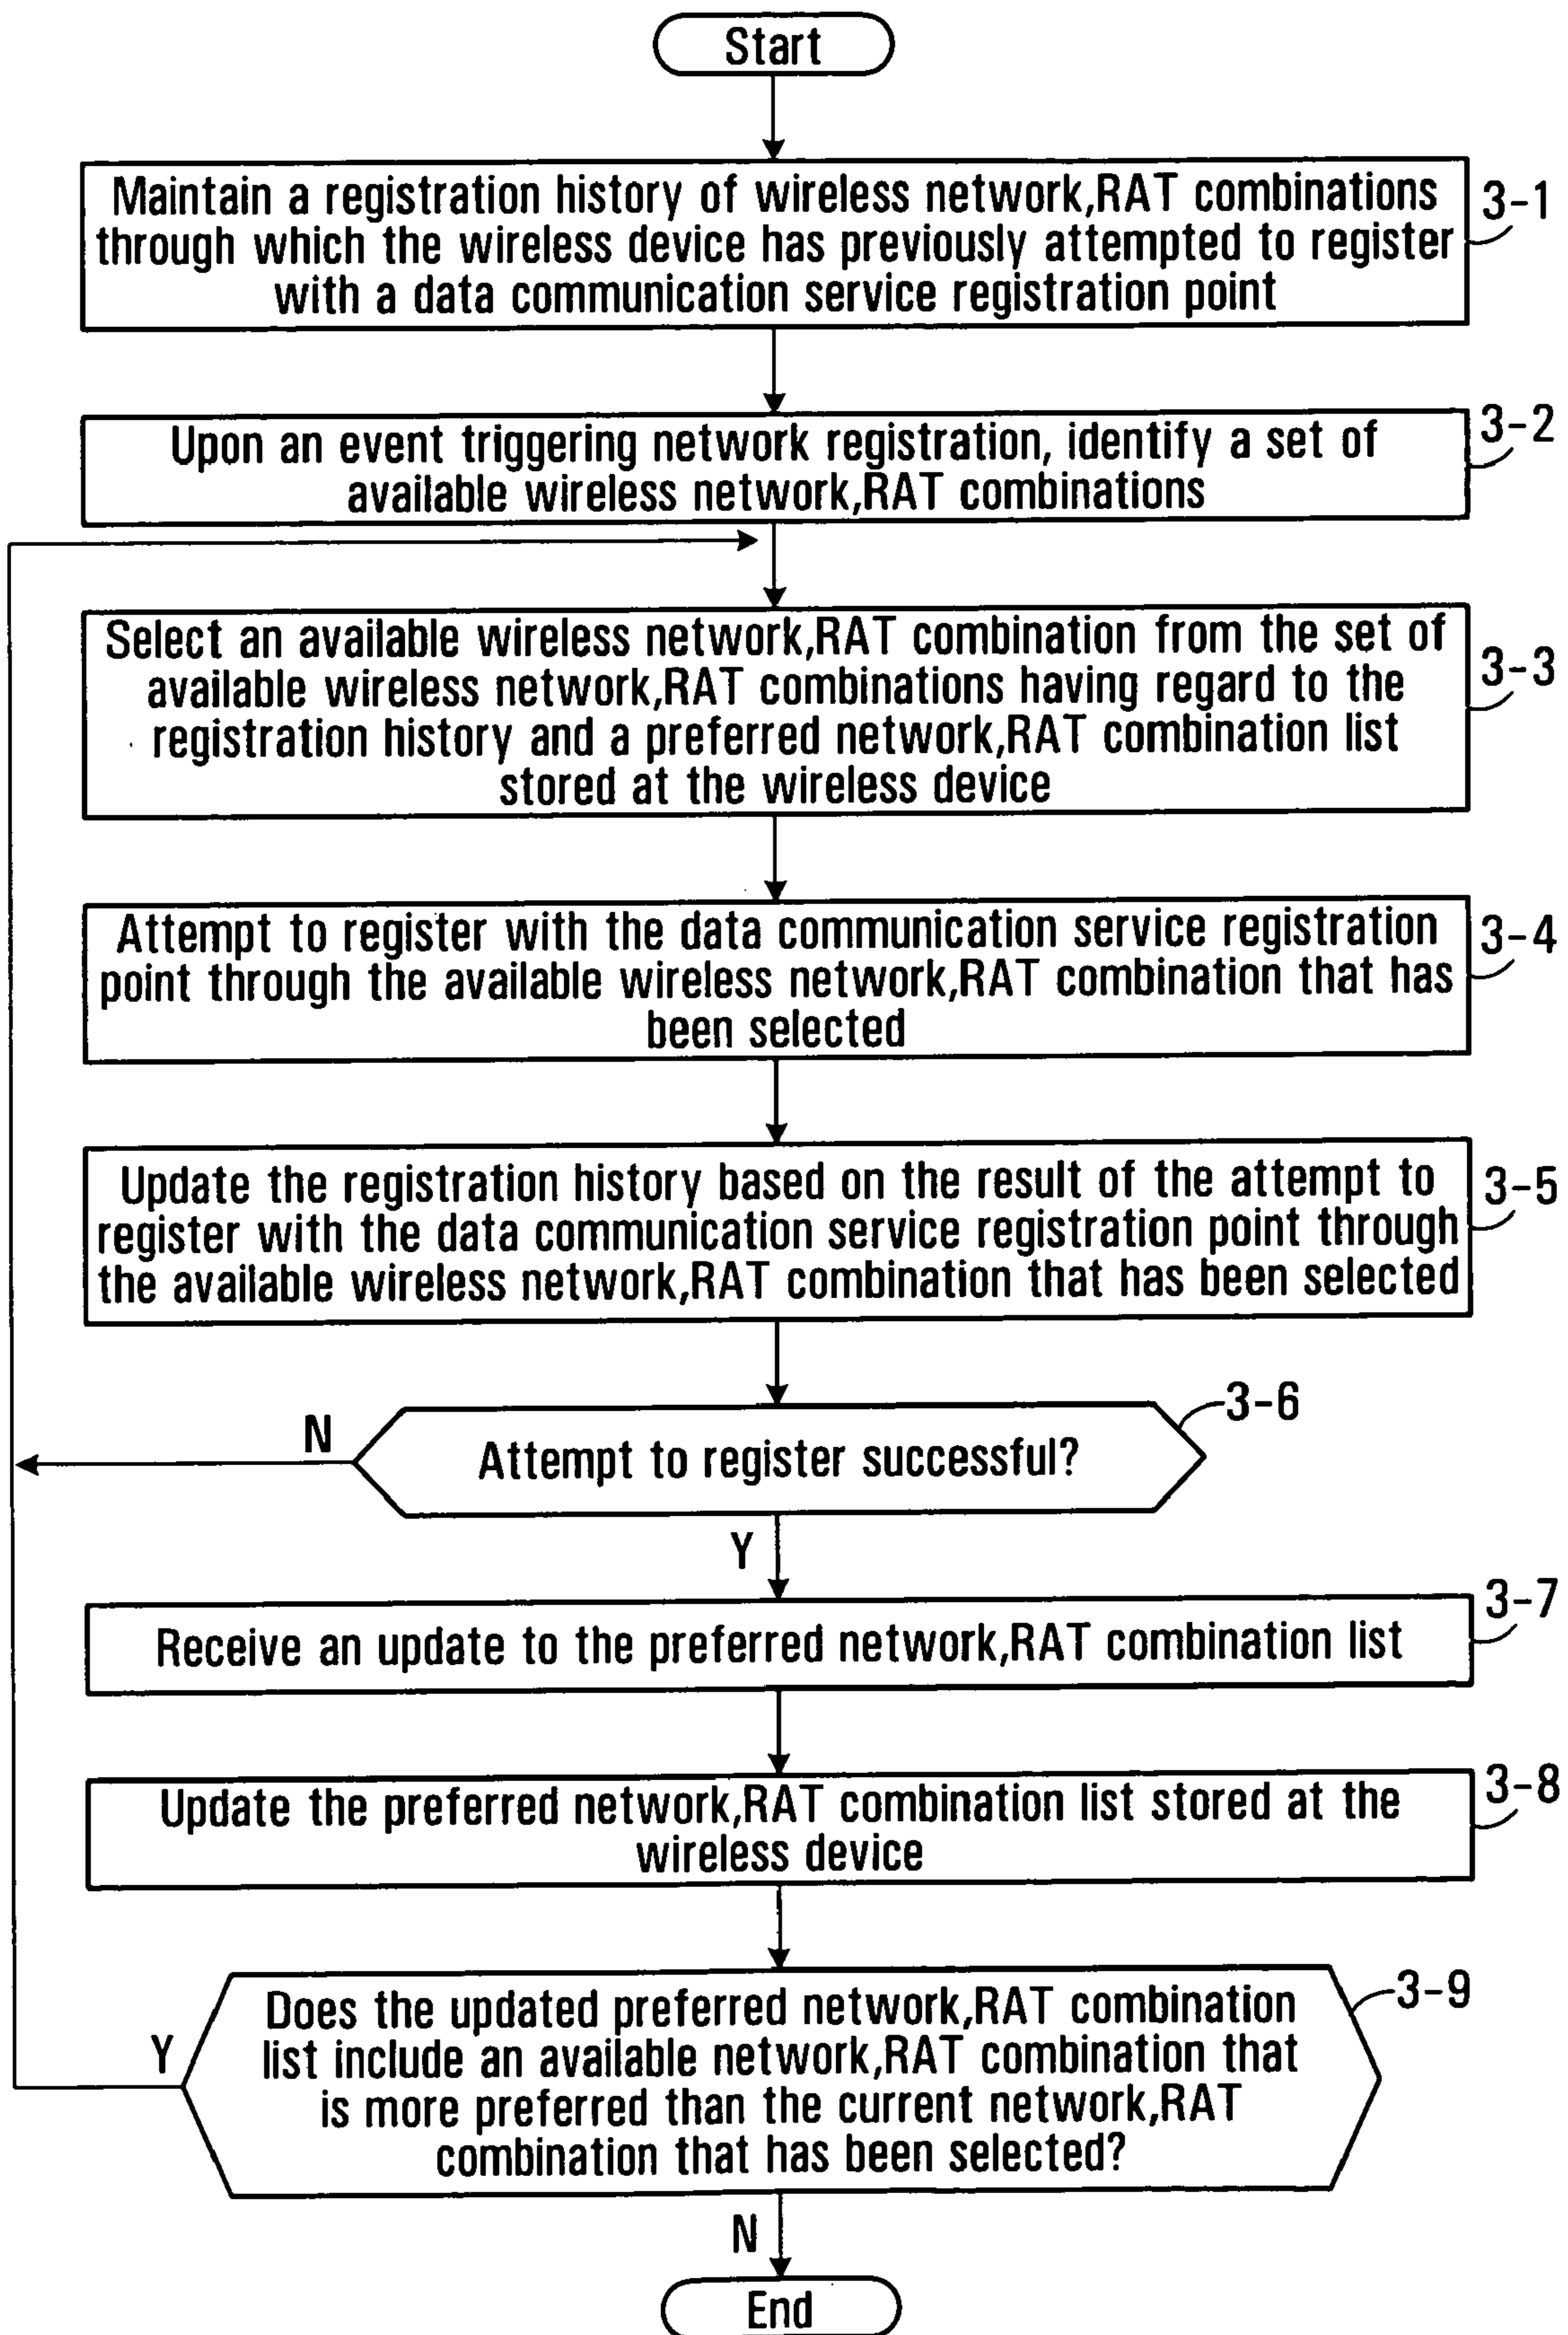 Start
Maintain a registration history of wireless network,RAT combinations
through which the wireless device has previously attempted to register
with a data communication service registration point
3-1
Upon an event triggering network registration, identify a set of
available wireless network,RAT combinations
3-2
Select an available wireless network,RAT combination from the set of
available wireless network,RAT combinations having regard to the
registration history and a preferred network,RAT combination list
stored at the wireless device
3-3
Attempt to register with the data communication service registration
point through the available wireless network,RAT combination that has
been selected
3-4
Update the registration history based on the result of the attempt to
register with the data communication service registration point through
the available wireless network,RAT combination that has been selected
3-5
Attempt to register successful?
3-6
N
Y
Receive an update to the preferred network,RAT combination list
3-7
Update the preferred network,RAT combination list stored at the
wireless device
3-8
Does the updated preferred network,RAT combination
list include an available network,RAT combination that
is more preferred than the current network,RAT
combination that has been selected?
3-9
Y
N
End